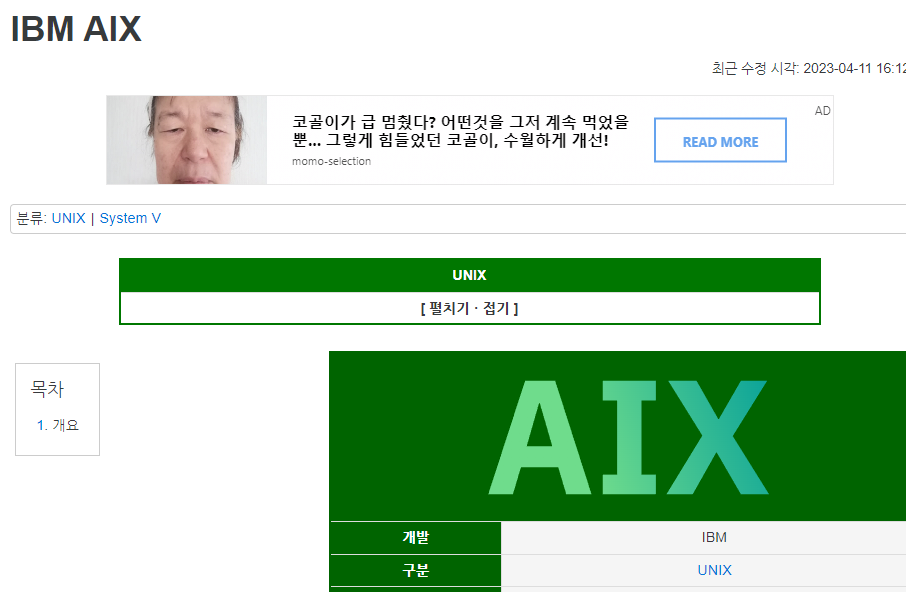 IBM AIX
최근 수정 시각: 2023-04-11 16:12
코골이가 급 멈췄다? 어떤것을 그저 계속 먹었을
뿐... 그렇게 힘들었던 코골이, 수월하게 개선!
momo-selection
READ MORE
AD
분류: UNIX | System V
UNIX
[ 펼치기 · 접기 ]
목차
1. 개요
AIX
개발 IBM
구분 UNIX